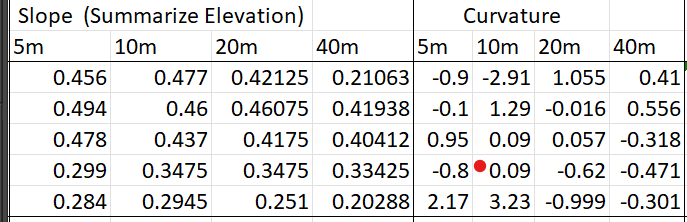 Slope (Summarize Elevation) Curvature
5m 10m 20m 40m 5m 10m 20m 40m
0.456 0.477 0.42125 0.21063 -0.9 -2.91 1.055 0.41
0.494 0.46 0.46075 0.41938 -0.1 1.29 -0.016 0.556
0.478 0.437 0.4175 0.40412 0.95 0.09 0.057 -0.318
0.299 0.3475 0.3475 0.33425 -0.8 0.09 -0.62 -0.471
0.284 0.2945 0.251 0.20288 2.17 3.23 -0.999 -0.301